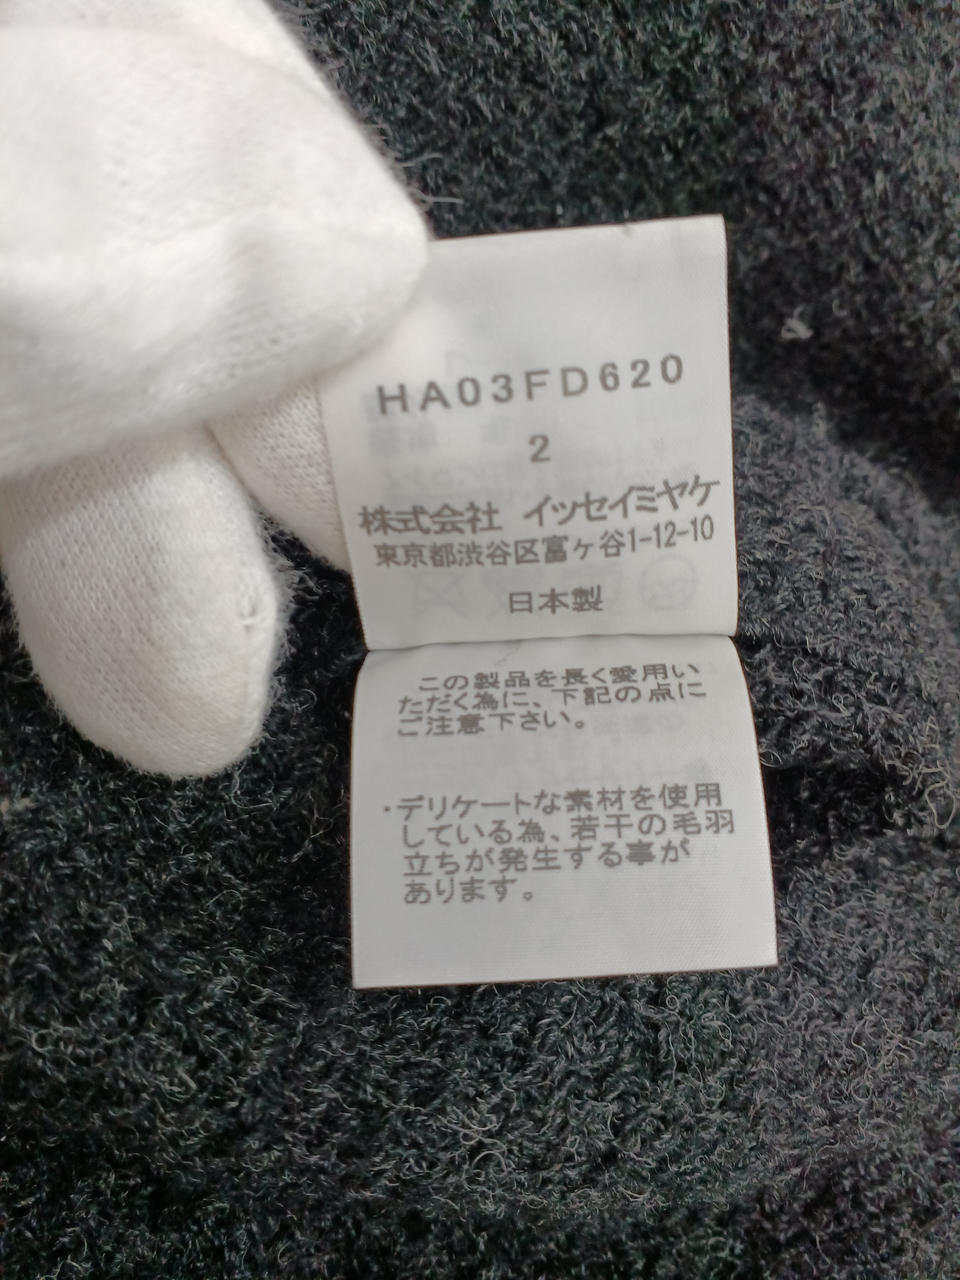 HA03FD620
2
株式会社 イッセイミヤケ
東京都渋谷区富ヶ谷1-12-10
日本製
この製品を長く愛用い
ただく為に、下記の点に
ご注意下さい。
・デリケートな素材を使用
している為、若干の毛羽
立ちが発生する事が
あります。